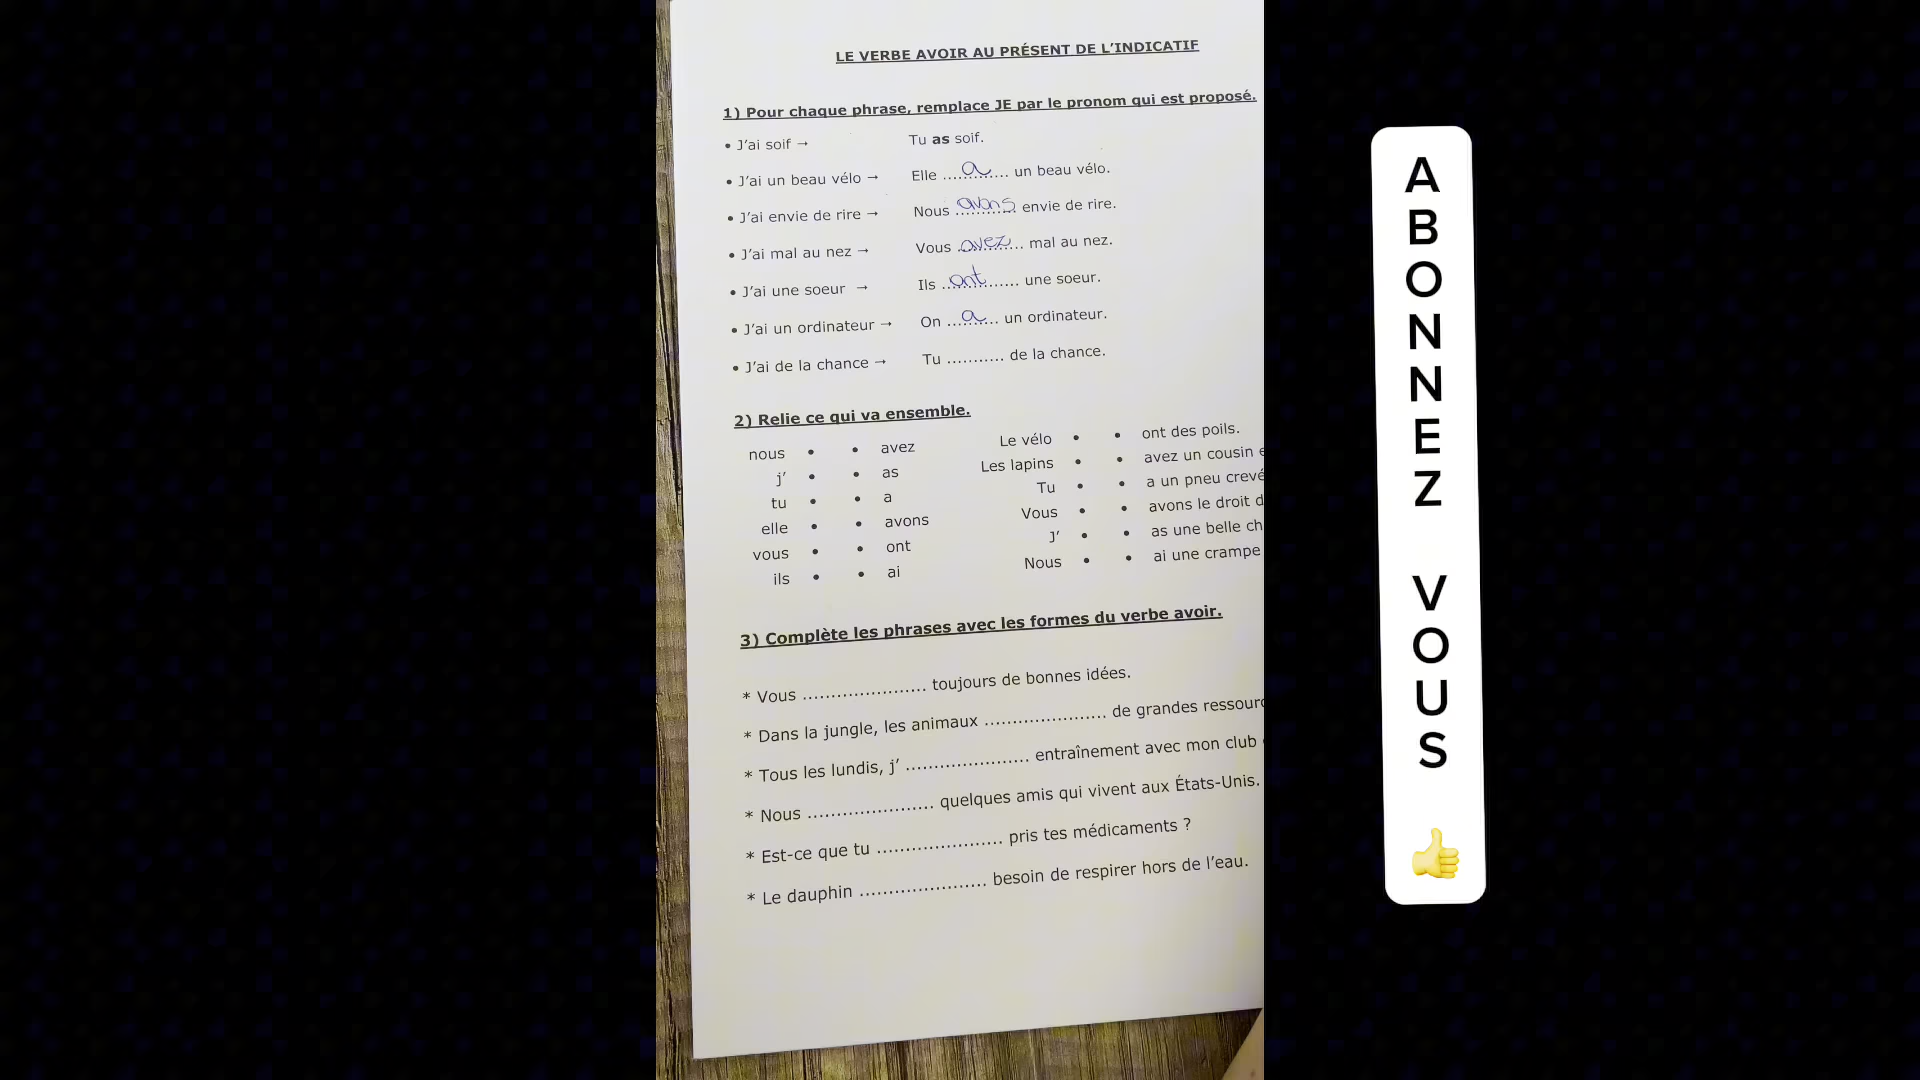 LE VERBE AVOIR AU PRÉSENT DE L'INDICATIF
1) Pour chaque phrase, remplace JE par le pronom qui est proposé.
• J'ai soif → Tu as soif.
• J'ai un beau vélo → Elle ....a........ un beau vélo.
• J'ai envie de rire → Nous avons envie de rire.
• J'ai mal au nez → Vous avez mal au nez.
• J'ai une soeur → Ils ont une soeur.
• J'ai un ordinateur → On a un ordinateur.
• J'ai de la chance → Tu ........... de la chance.
2) Relie ce qui va ensemble.
nous • • avez
j' • • as
tu • • a
elle • • avons
vous • • ont
ils • • ai
Le vélo • • ont des poils.
Les lapins • • avez un cousin
Tu • • a un pneu crevé
Vous • • avons le droit
J' • • as une belle
Nous • • ai une crampe
3) Complète les phrases avec les formes du verbe avoir.
* Vous ...................... toujours de bonnes idées.
* Dans la jungle, les animaux ...................... de grandes
* Tous les lundis, j' ...................... entraînement avec mon club
* Nous ...................... quelques amis qui vivent aux États-Unis.
* Est-ce que tu ...................... pris tes médicaments ?
* Le dauphin ...................... besoin de respirer hors de l'eau.
ABONNEZ VOUS